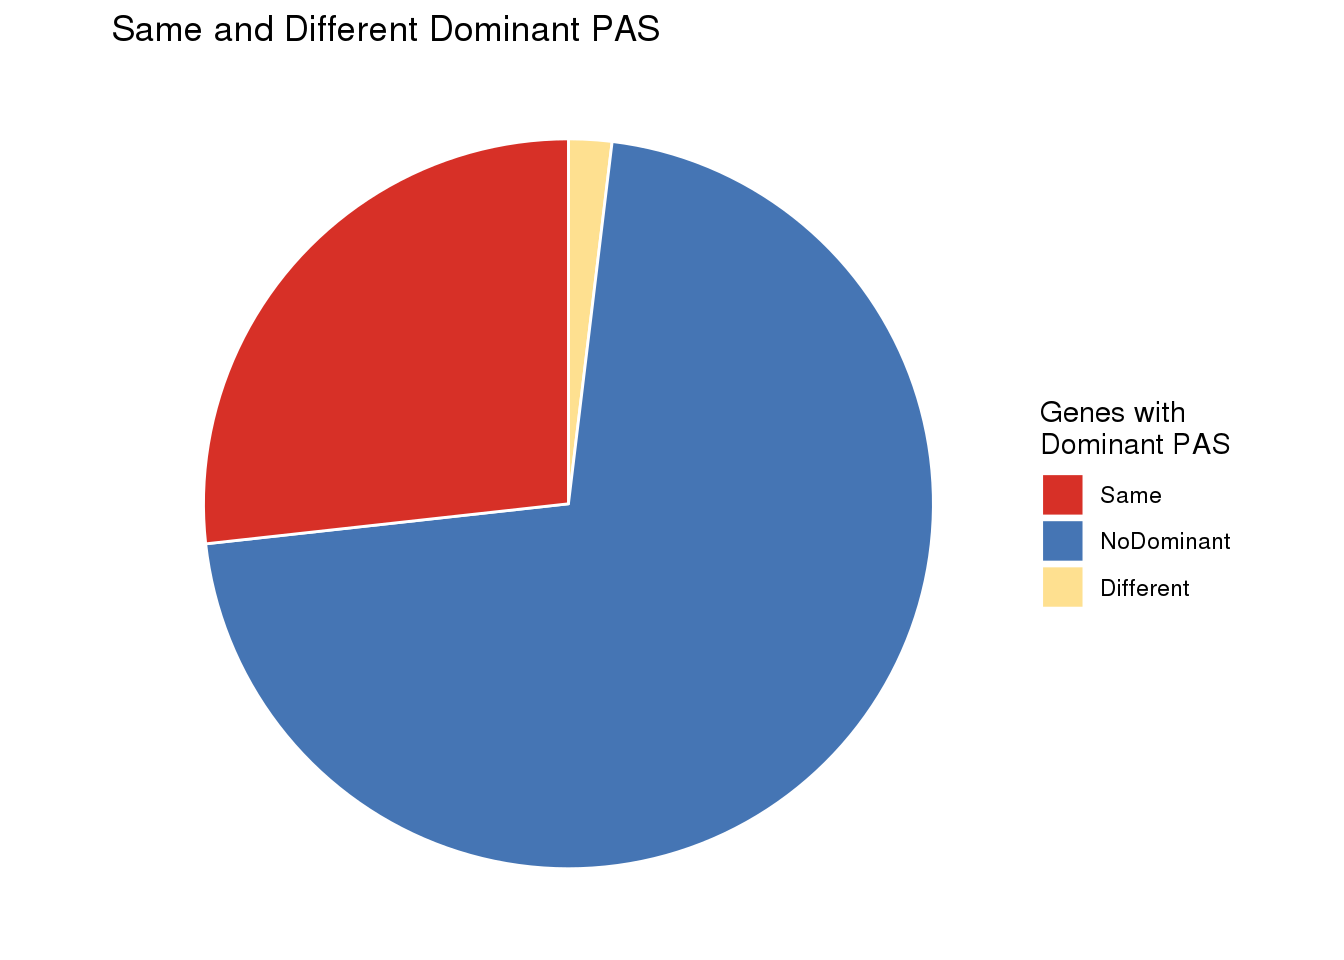 Same and Different Dominant PAS
Genes with
Dominant PAS
Same
NoDominant
Different